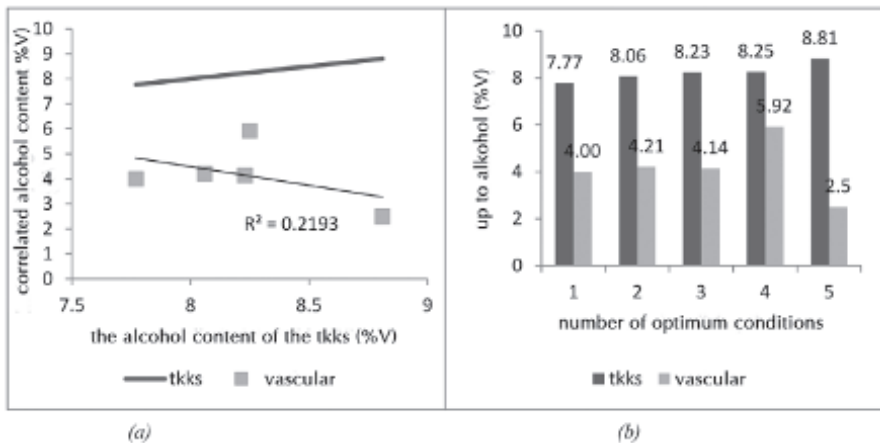 correlated alcohol content %V)
10
9
8
7
6
5
4
3
2
1
0
R² = 0.2193
7.5 8 8.5 9
the alcohol content of the tkks (%V)
tkks vascular
(a)
up to alkohol (%V)
10
8
6
4
2
0
7.77 8.06 8.23 8.25 8.81
4.00 4.21 4.14 5.92 2.5
1 2 3 4 5
number of optimum conditions
tkks vascular
(b)